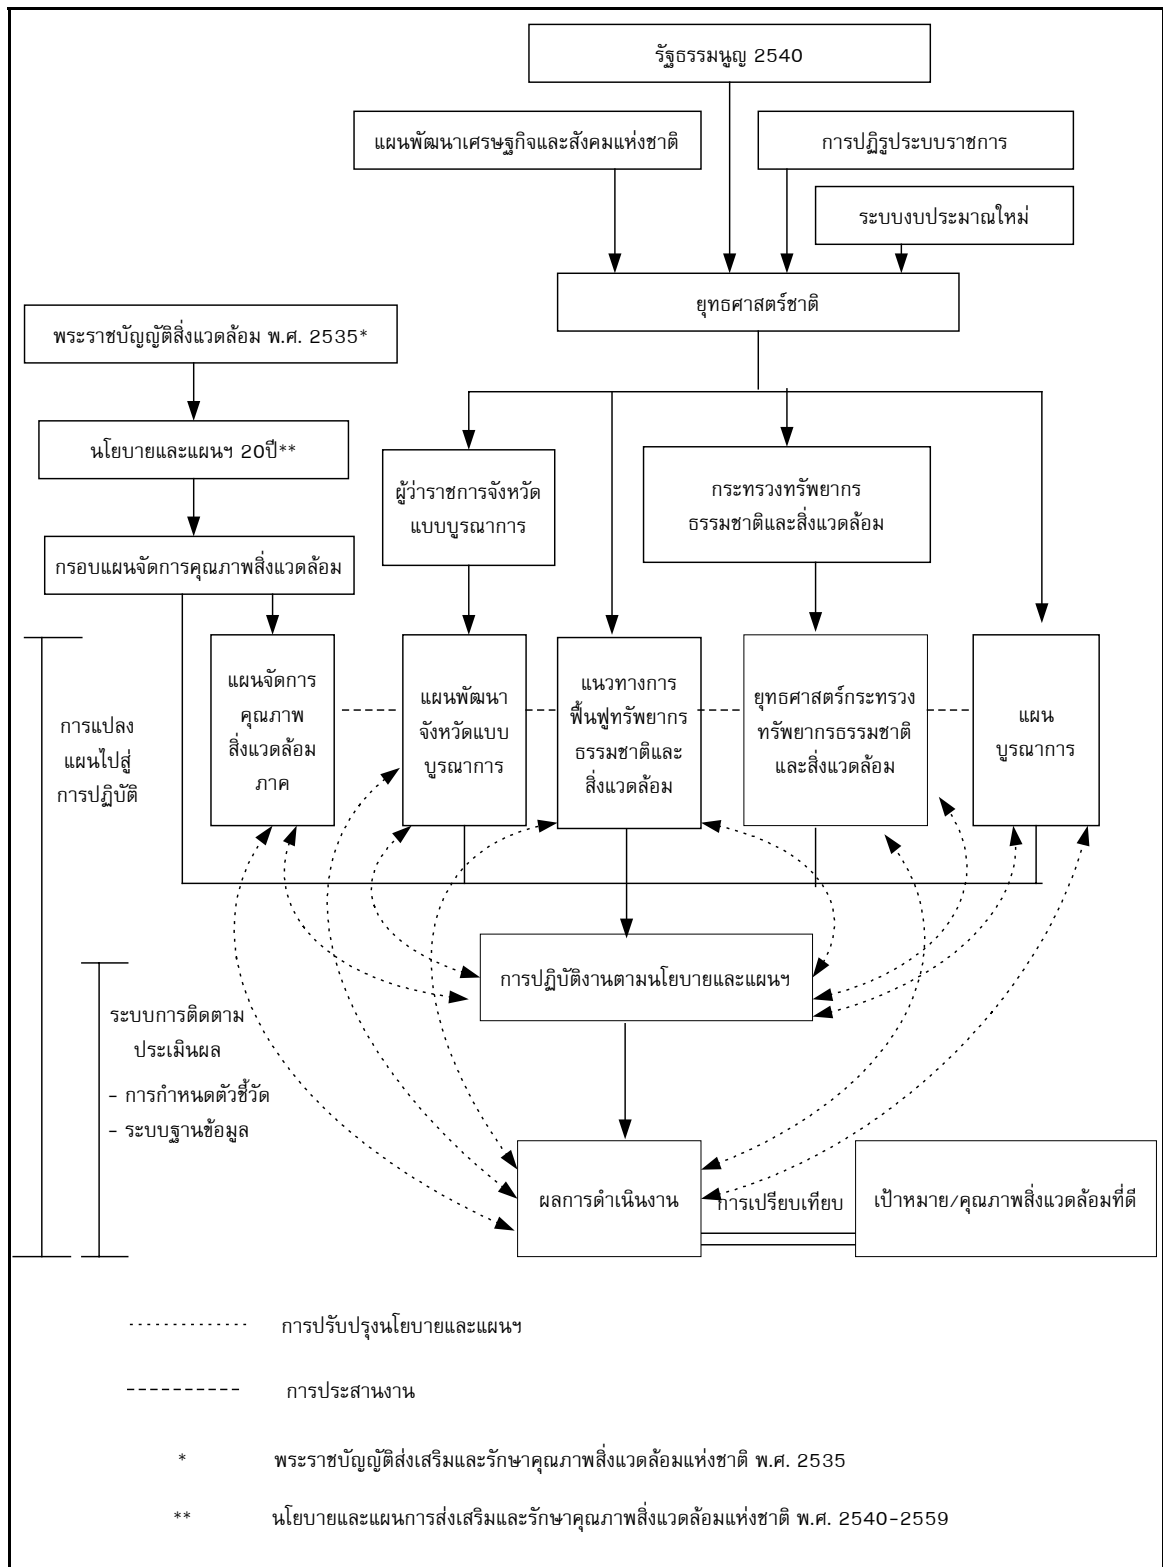 รัฐธรรมนูญ 2540
แผนพัฒนาเศรษฐกิจและสังคมแห่งชาติ
การปฏิรูประบบราชการ
ระบบงบประมาณใหม่
ยุทธศาสตร์ชาติ
พระราชบัญญัติสิ่งแวดล้อม พ.ศ. 2535*
นโยบายและแผนฯ 20ปี**
กรอบแผนจัดการคุณภาพสิ่งแวดล้อม
ผู้ว่าราชการจังหวัด
แบบบูรณาการ
กระทรวงทรัพยากร
ธรรมชาติและสิ่งแวดล้อม
การแปลง
แผนไปสู่
การปฏิบัติ
แผนจัดการ
คุณภาพ
สิ่งแวดล้อม
ภาค
แผนพัฒนา
จังหวัดแบบ
บูรณาการ
แนวทางการ
ฟื้นฟูทรัพยากร
ธรรมชาติและ
สิ่งแวดล้อม
ยุทธศาสตร์กระทรวง
ทรัพยากรธรรมชาติ
และสิ่งแวดล้อม
แผน
บูรณาการ
การปฏิบัติงานตามนโยบายและแผนฯ
ระบบการติดตาม
ประเมินผล
- การกำหนดตัวชี้วัด
- ระบบฐานข้อมูล
ผลการดำเนินงาน
การเปรียบเทียบ
เป้าหมาย/คุณภาพสิ่งแวดล้อมที่ดี
การปรับปรุงนโยบายและแผนฯ
การประสานงาน
* พระราชบัญญัติส่งเสริมและรักษาคุณภาพสิ่งแวดล้อมแห่งชาติ พ.ศ. 2535
** นโยบายและแผนการส่งเสริมและรักษาคุณภาพสิ่งแวดล้อมแห่งชาติ พ.ศ. 2540-2559